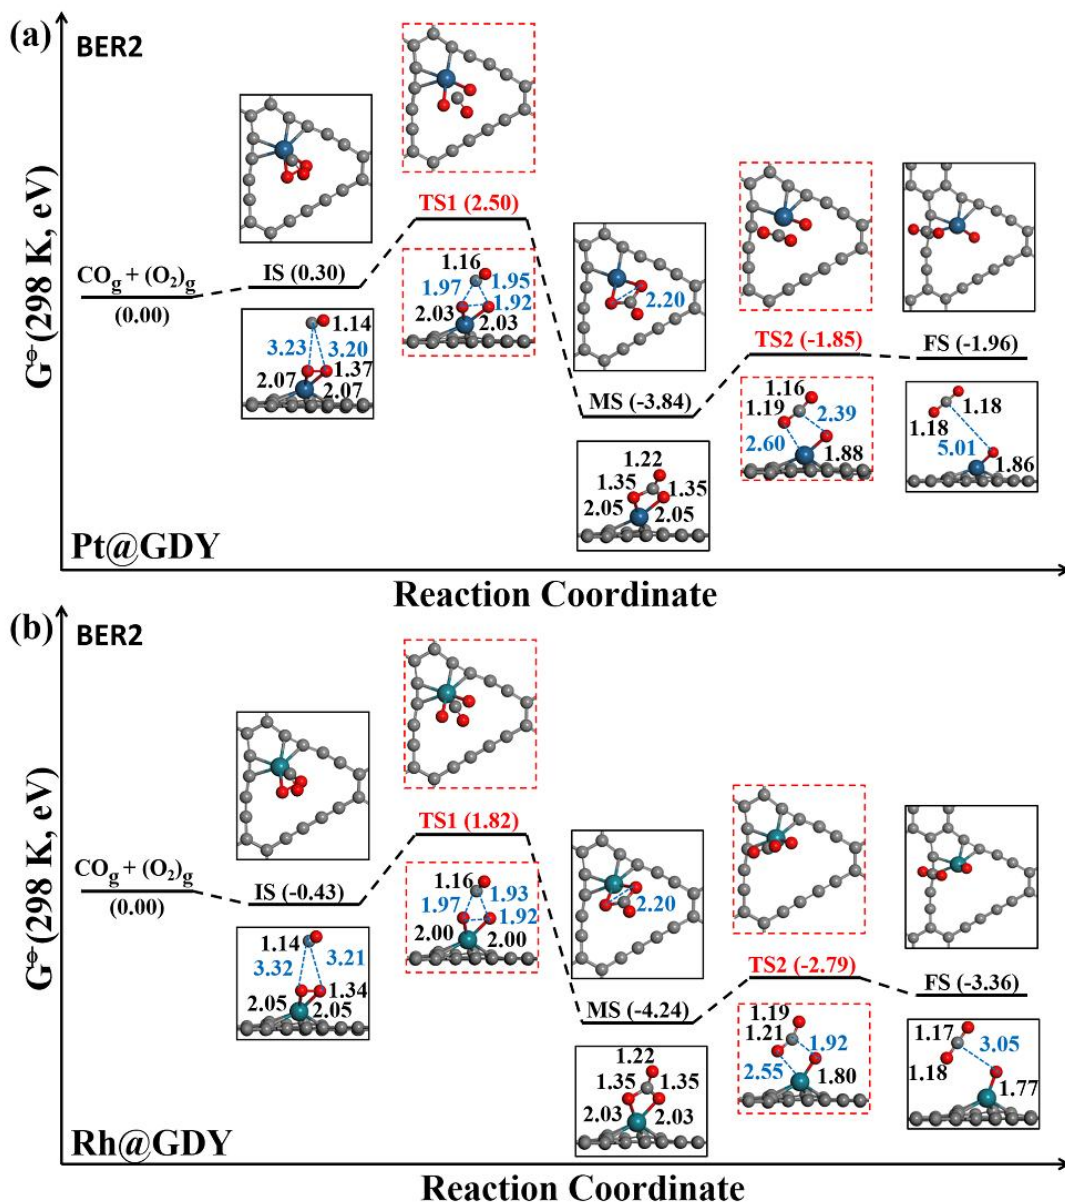 (a)
BER2
G^Φ (298 K, eV)
TS1 (2.50)
CO_g + (O_2)_g
(0.00)
IS (0.30)
1.14
3.23
3.20
1.37
2.07
2.07
1.16
1.97
1.95
1.92
2.03
2.03
2.20
MS (-3.84)
1.22
1.35
1.35
2.05
2.05
TS2 (-1.85)
1.16
1.19
2.39
2.60
1.88
FS (-1.96)
1.18
1.18
5.01
1.86
Pt@GDY
Reaction Coordinate
(b)
BER2
G^Φ (298 K, eV)
TS1 (1.82)
CO_g + (O_2)_g
(0.00)
IS (-0.43)
1.14
3.32
3.21
1.34
2.05
2.05
1.16
1.97
1.93
1.92
2.00
2.00
2.20
MS (-4.24)
1.22
1.35
1.35
2.03
2.03
TS2 (-2.79)
1.19
1.21
1.92
2.55
1.80
FS (-3.36)
1.17
1.18
3.05
1.77
Rh@GDY
Reaction Coordinate